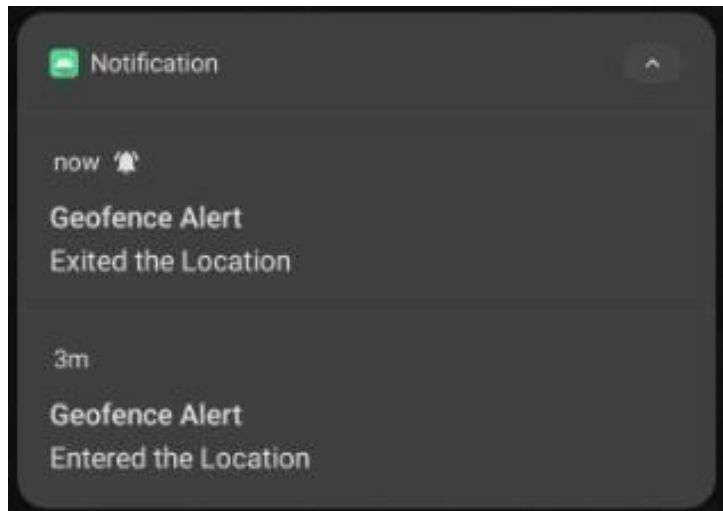 Notification
now
Geofence Alert
Exited the Location
3m
Geofence Alert
Entered the Location